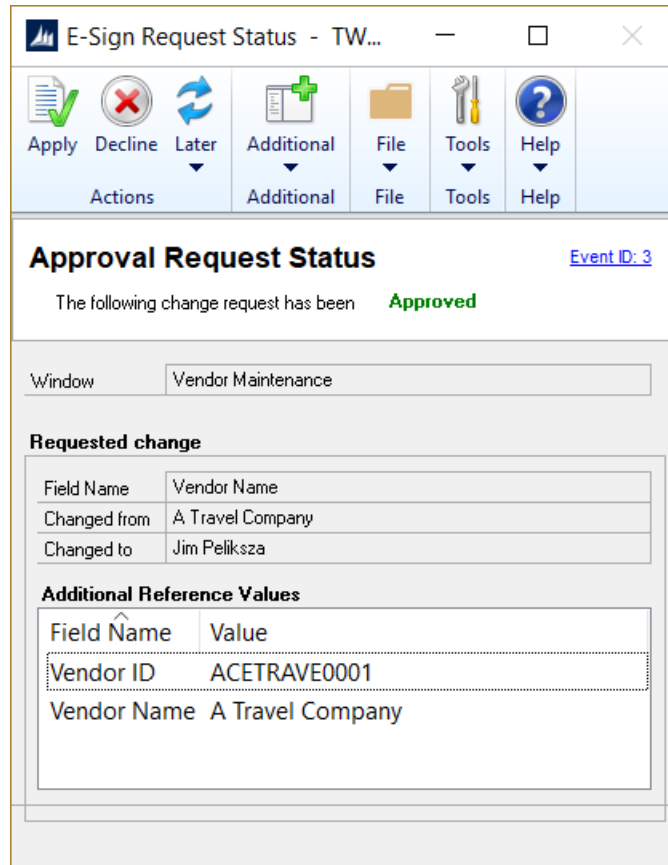 E-Sign Request Status - TW...
Apply Decline Later Additional File Tools Help
Actions Additional File Tools Help
Approval Request Status Event ID: 3
The following change request has been Approved
Window Vendor Maintenance
Requested change
Field Name Vendor Name
Changed from A Travel Company
Changed to Jim Peliksza
Additional Reference Values
Field Name Value
Vendor ID ACETRAVE0001
Vendor Name A Travel Company